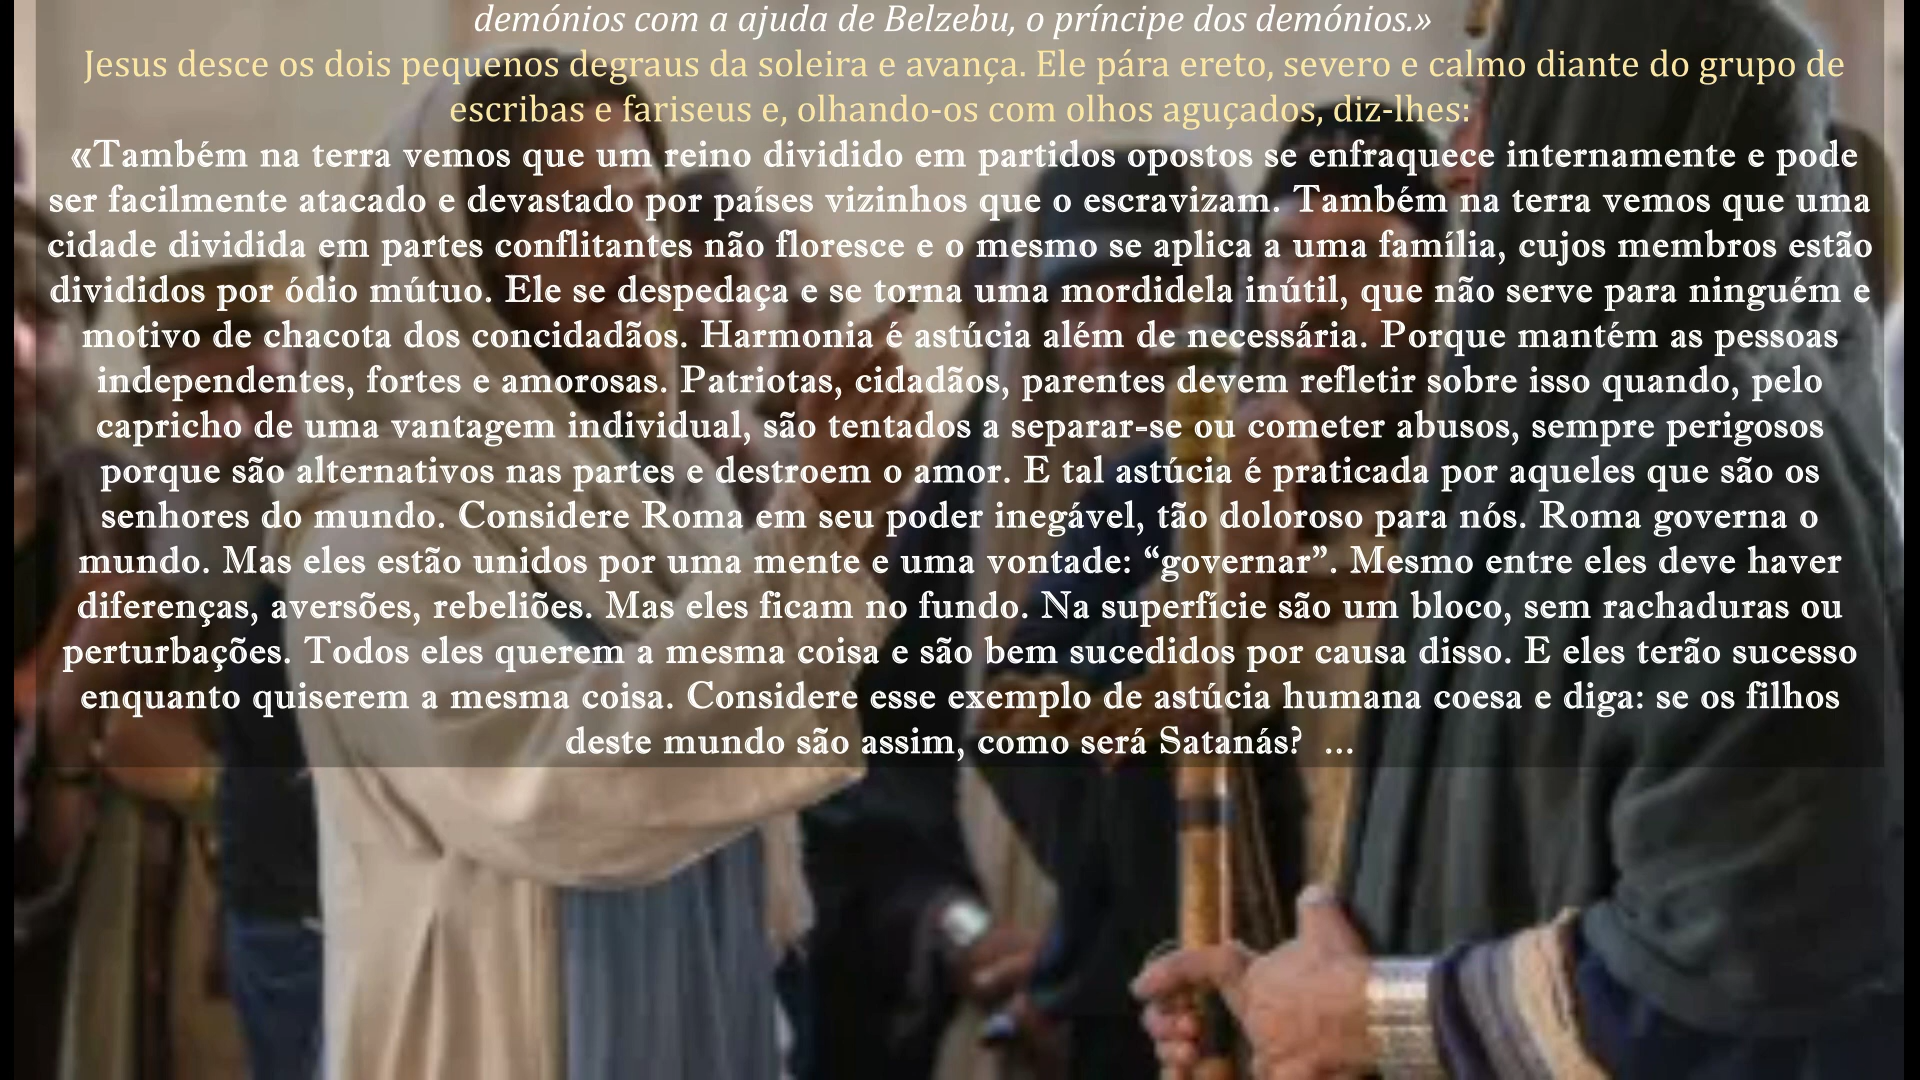 demónios com a ajuda de Belzebu, o príncipe dos demónios.»
Jesus desce os dois pequenos degraus da soleira e avança. Ele pára ereto, severo e calmo diante do grupo de
escribas e fariseus e, olhando-os com olhos aguçados, diz-lhes:
«Também na terra vemos que um reino dividido em partidos opostos se enfraquece internamente e pode
ser facilmente atacado e devastado por países vizinhos que o escravizam. Também na terra vemos que uma
cidade dividida em partes conflitantes não floresce e o mesmo se aplica a uma família, cujos membros estão
divididos por ódio mútuo. Ele se despedaça e se torna uma mordidela inútil, que não serve para ninguém e
motivo de chacota dos concidadãos. Harmonia é astúcia além de necessária. Porque mantém as pessoas
independentes, fortes e amorosas. Patriotas, cidadãos, parentes devem refletir sobre isso quando, pelo
capricho de uma vantagem individual, são tentados a separar-se ou cometer abusos, sempre perigosos
porque são alternativos nas partes e destroem o amor. E tal astúcia é praticada por aqueles que são os
senhores do mundo. Considere Roma em seu poder inegável, tão doloroso para nós. Roma governa o
mundo. Mas eles estão unidos por uma mente e uma vontade: “governar”. Mesmo entre eles deve haver
diferenças, aversões, rebeliões. Mas eles ficam no fundo. Na superfície são um bloco, sem rachaduras ou
perturbações. Todos eles querem a mesma coisa e são bem sucedidos por causa disso. E eles terão sucesso
enquanto quiserem a mesma coisa. Considere esse exemplo de astúcia humana coesa e diga: se os filhos
deste mundo são assim, como será Satanás?  ...